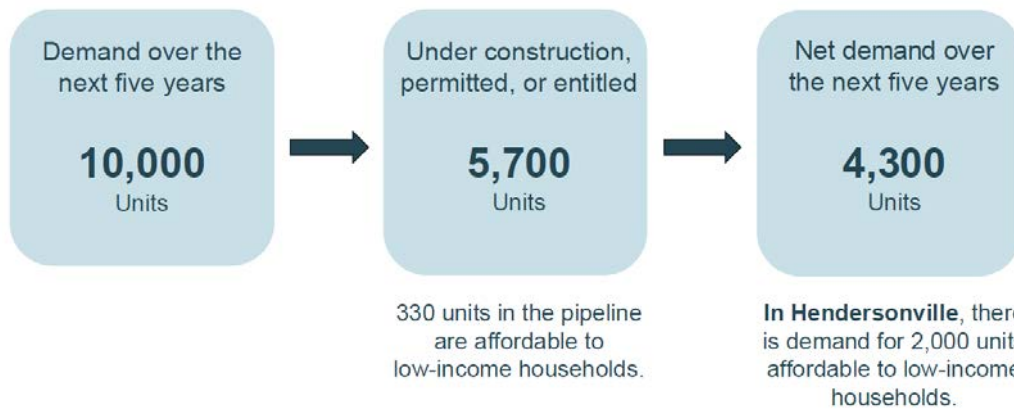 Demand over the
next five years
10,000
Units
Under construction,
permitted, or entitled
5,700
Units
330 units in the pipeline
are affordable to
low-income households.
Net demand over
the next five years
4,300
Units
In Hendersonville, there
is demand for 2,000 unit
affordable to low-income
households.